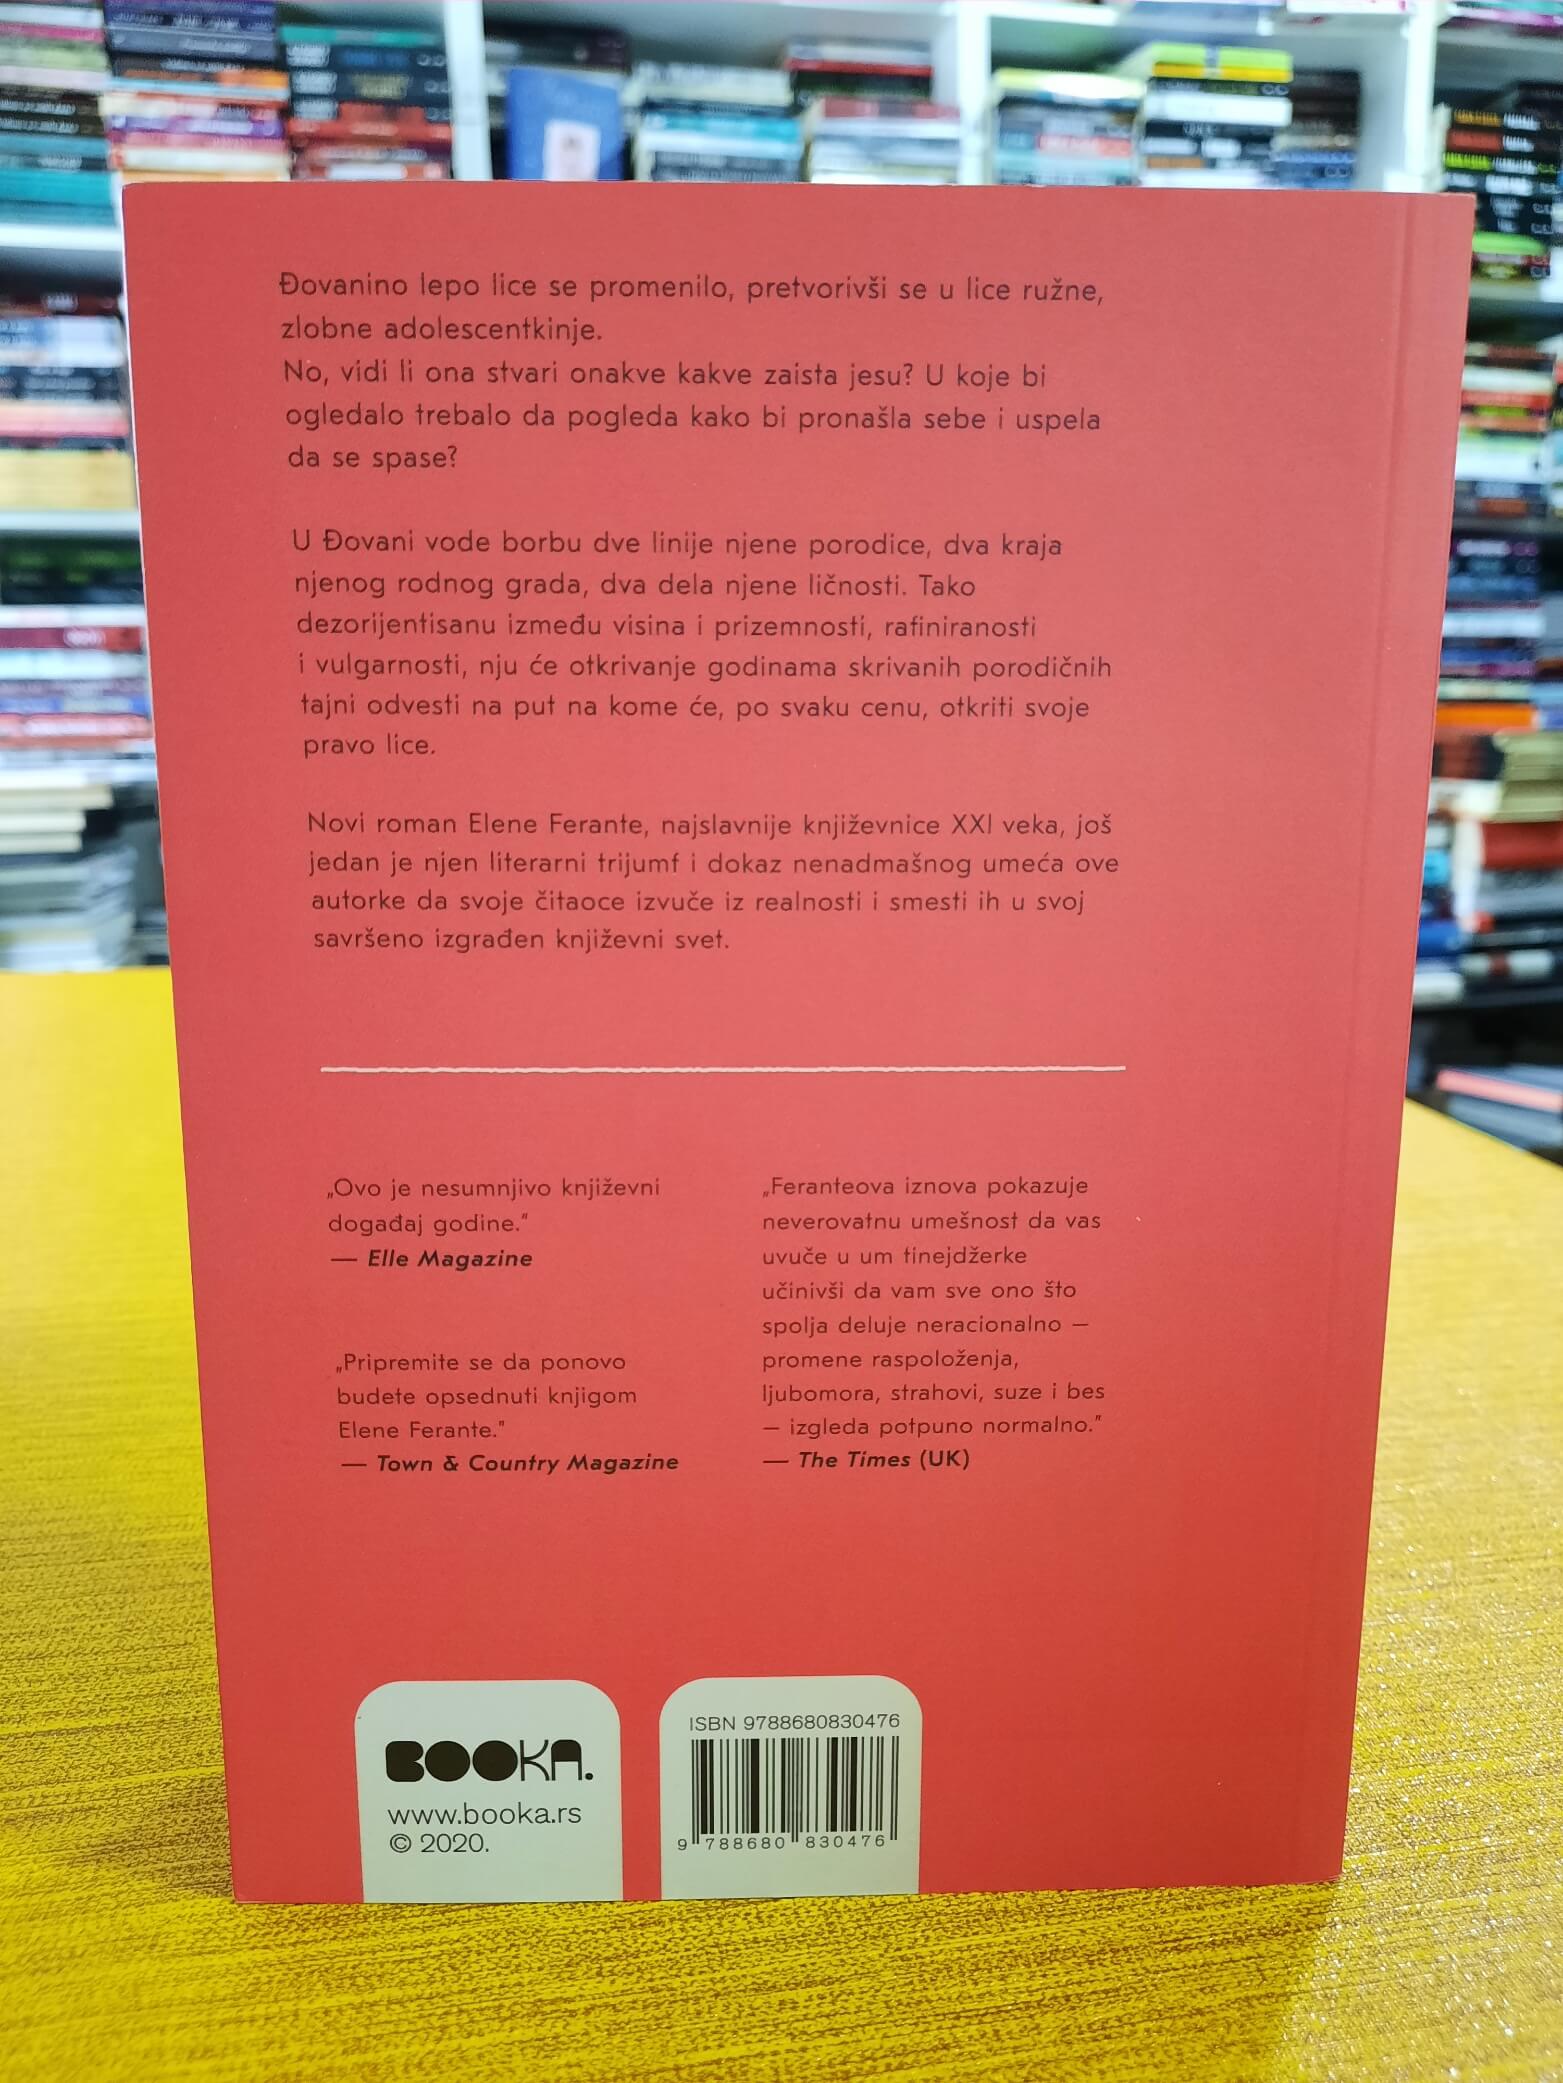 Đovanino lepo lice se promenilo, pretvorivši se u lice ružne,
zlobne adolescentkinje.
No, vidi li ona stvari onakve kakve zaista jesu? U koje bi
ogledalo trebalo da pogleda kako bi pronašla sebe i uspela
da se spase?
U Đovani vode borbu dve linije njene porodice, dva kraja
njenog rodnog grada, dva dela njene ličnosti. Tako
dezorijentisanu između visina i prizemnosti, rafiniranosti
i vulgarnosti, nju će otkrivanje godinama skrivanih porodičnih
tajni odvesti na put na kome će, po svaku cenu, otkriti svoje
pravo lice.
Novi roman Elene Ferante, najslavnije književnice XXI veka, još
jedan je njen literarni trijumf i dokaz nenadmašnog umeća ove
autorke da svoje čitaoce izvuče iz realnosti i smesti ih u svoj
savršeno izgrađen književni svet.
„Ovo je nesumnjivo književni
događaj godine.”
— Elle Magazine
„Pripremite se da ponovo
budete opsednuti knjigom
Elene Ferante.”
— Town & Country Magazine
„Feranteova iznova pokazuje
neverovatnu umešnost da vas
uvuče u um tinejdžerke
učinivši da vam sve ono što
spolja deluje neracionalno —
promene raspoloženja,
ljubomora, strahovi, suze i bes
— izgleda potpuno normalno.”
— The Times (UK)
BOOKA.
www.booka.rs
© 2020.
ISBN 9788680830476
9 788680 830476